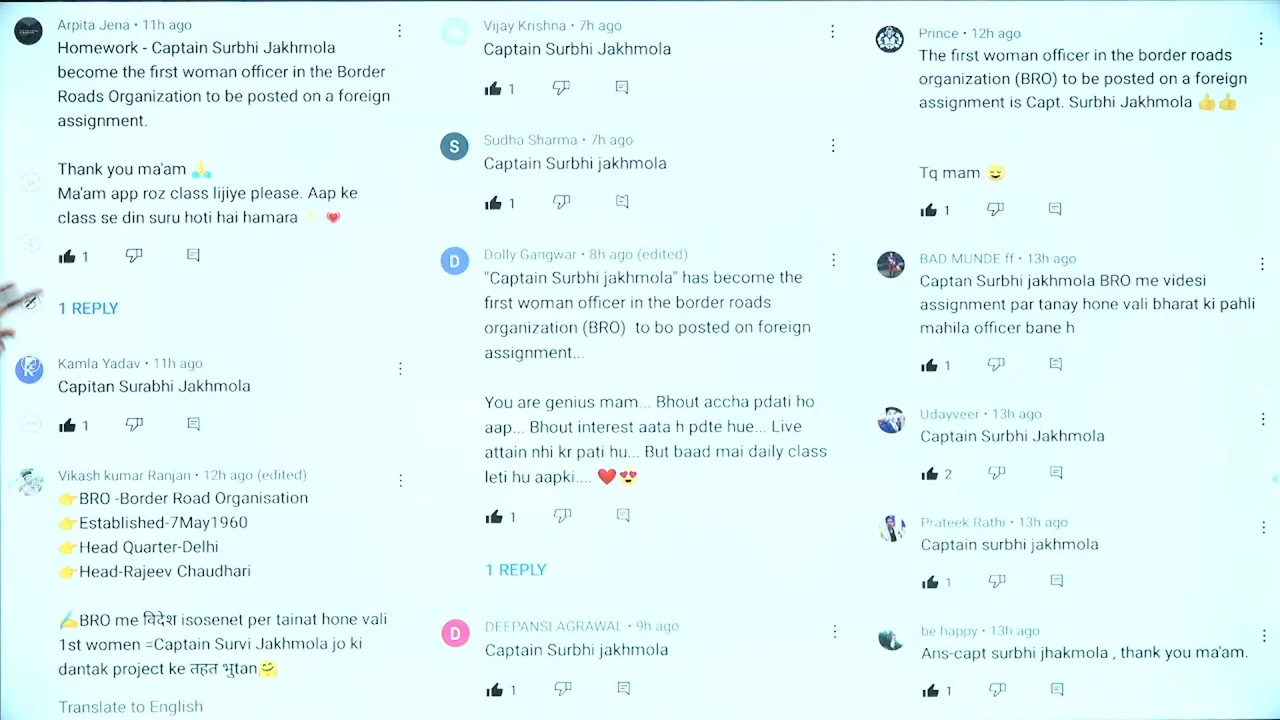 Arpita Jena • 11h ago
Homework - Captain Surbhi Jakhmola
become the first woman officer in the Border
Roads Organization to be posted on a foreign
assignment.
Thank you ma'am 🙏
Ma'am app roz class lijiye please. Aap ke
class se din suru hoti hai hamara ✨ 💗
1
1 REPLY
Kamla Yadav • 11h ago
Capitan Surabhi Jakhmola
1
Vikash kumar Ranjan • 12h ago (edited)
👉BRO -Border Road Organisation
👉Established-7May1960
👉Head Quarter-Delhi
👉Head-Rajeev Chaudhari
✍️BRO me विदेश isosenet per tainat hone vali
1st women =Captain Survi Jakhmola jo ki
dantak project ke तहत भुtan🤗
Translate to English
Vijay Krishna • 7h ago
Captain Surbhi Jakhmola
1
S
Sudha Sharma • 7h ago
Captain Surbhi jakhmola
1
D
Dolly Gangwar • 8h ago (edited)
"Captain Surbhi jakhmola" has become the
first woman officer in the border roads
organization (BRO) to bo posted on foreign
assignment...
You are genius mam... Bhout accha pdati ho
aap... Bhout interest aata h pdte hue... Live
attain nhi kr pati hu... But baad mai daily class
leti hu aapki.... ❤️😍
1
1 REPLY
D
DEEPANSI AGRAWAL • 9h ago
Captain Surbhi jakhmola
1
Prince • 12h ago
The first woman officer in the border roads
organization (BRO) to be posted on a foreign
assignment is Capt. Surbhi Jakhmola 👍👍
Tq mam 😄
1
BAD MUNDE ff • 13h ago
Captan Surbhi jakhmola BRO me videsi
assignment par tanay hone vali bharat ki pahli
mahila officer bane h
1
Udayveer • 13h ago
Captain Surbhi Jakhmola
2
Prateek Rathi • 13h ago
Captain surbhi jakhmola
1
be happy • 13h ago
Ans-capt surbhi jhakmola , thank you ma'am.
1